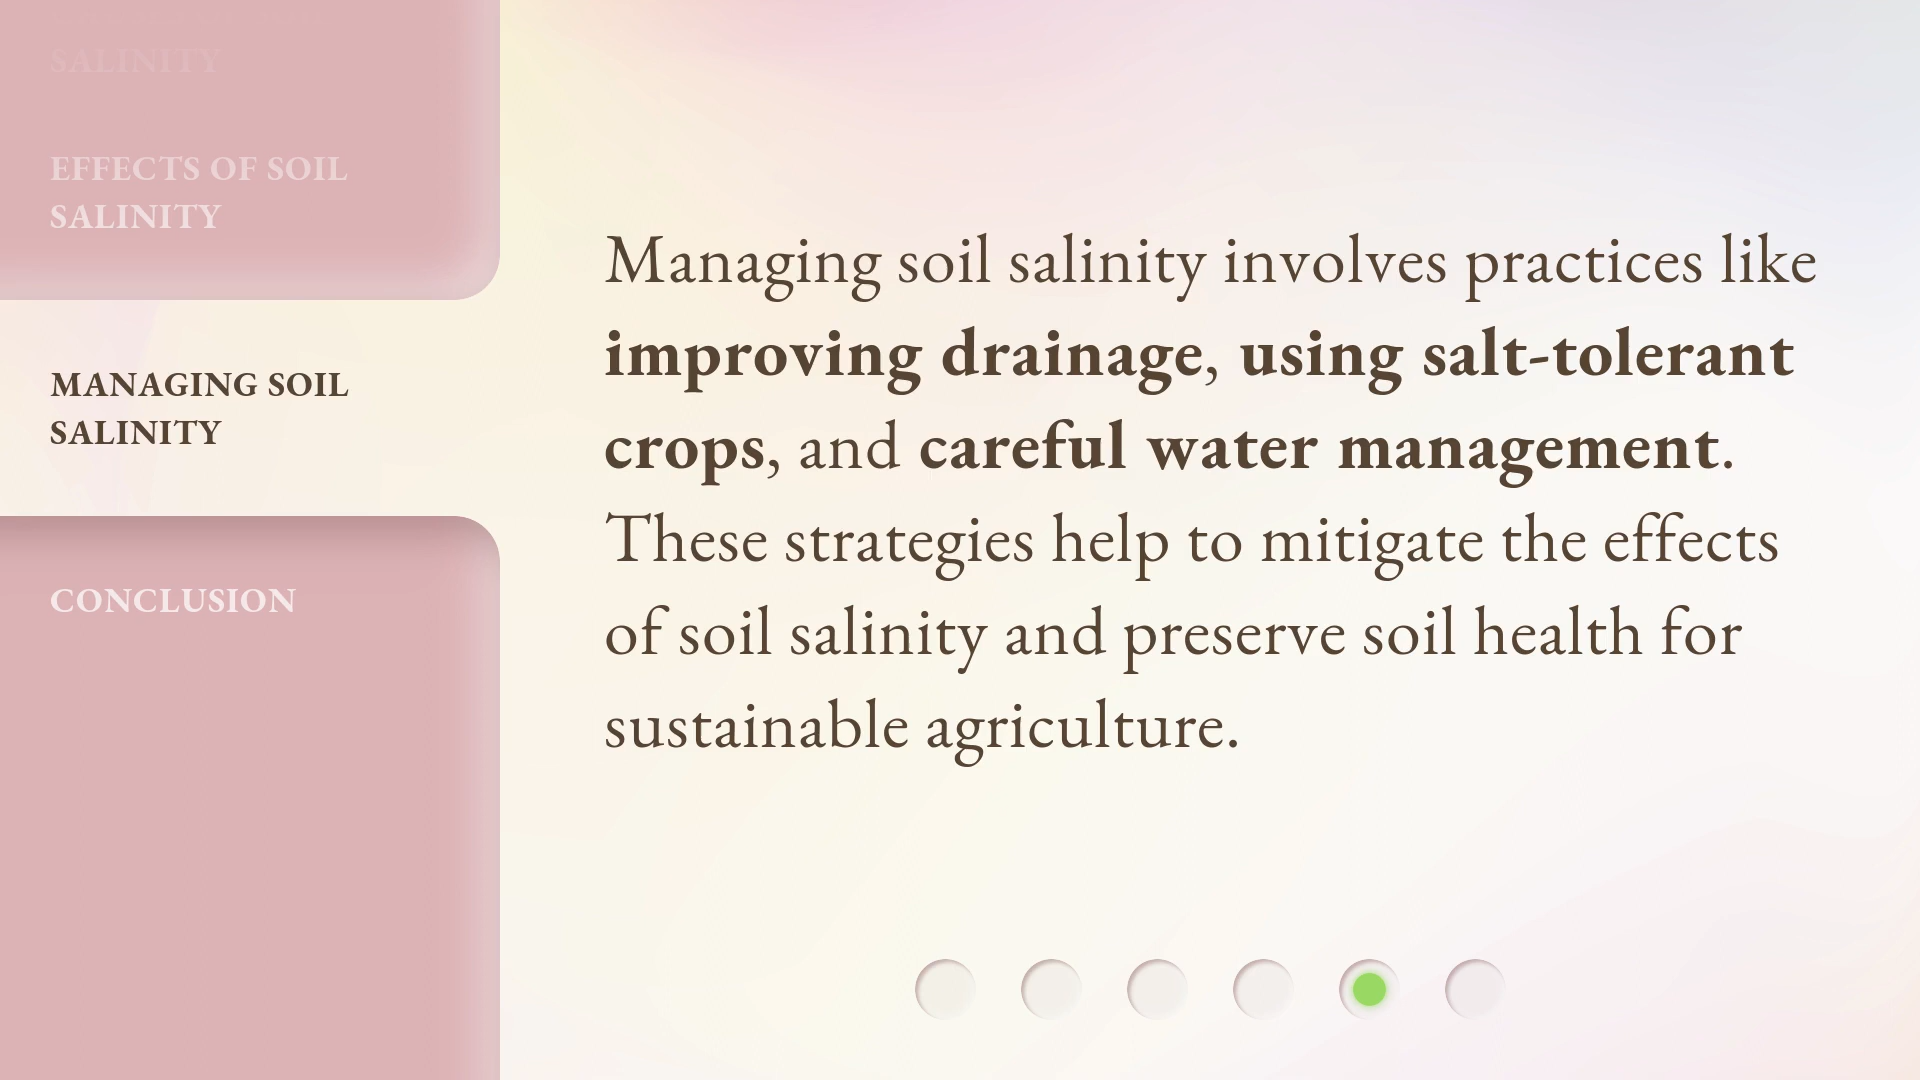 SALINITY
EFFECTS OF SOIL
SALINITY
MANAGING SOIL
SALINITY
CONCLUSION
Managing soil salinity involves practices like
improving drainage, using salt-tolerant
crops, and careful water management.
These strategies help to mitigate the effects
of soil salinity and preserve soil health for
sustainable agriculture.